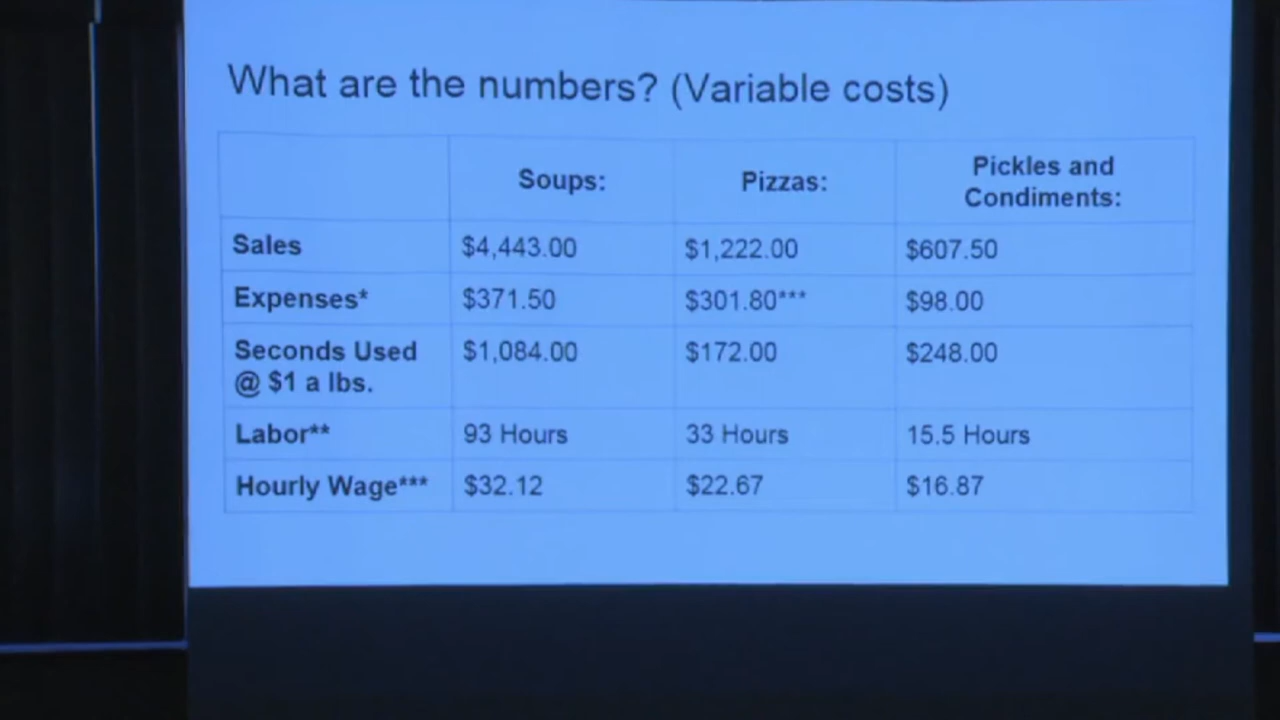 What are the numbers? (Variable costs)
Soups: Pizzas: Pickles and
Condiments:
Sales $4,443.00 $1,222.00 $607.50
Expenses* $371.50 $301.80*** $98.00
Seconds Used $1,084.00 $172.00 $248.00
@ $1 a lbs.
Labor** 93 Hours 33 Hours 15.5 Hours
Hourly Wage*** $32.12 $22.67 $16.87